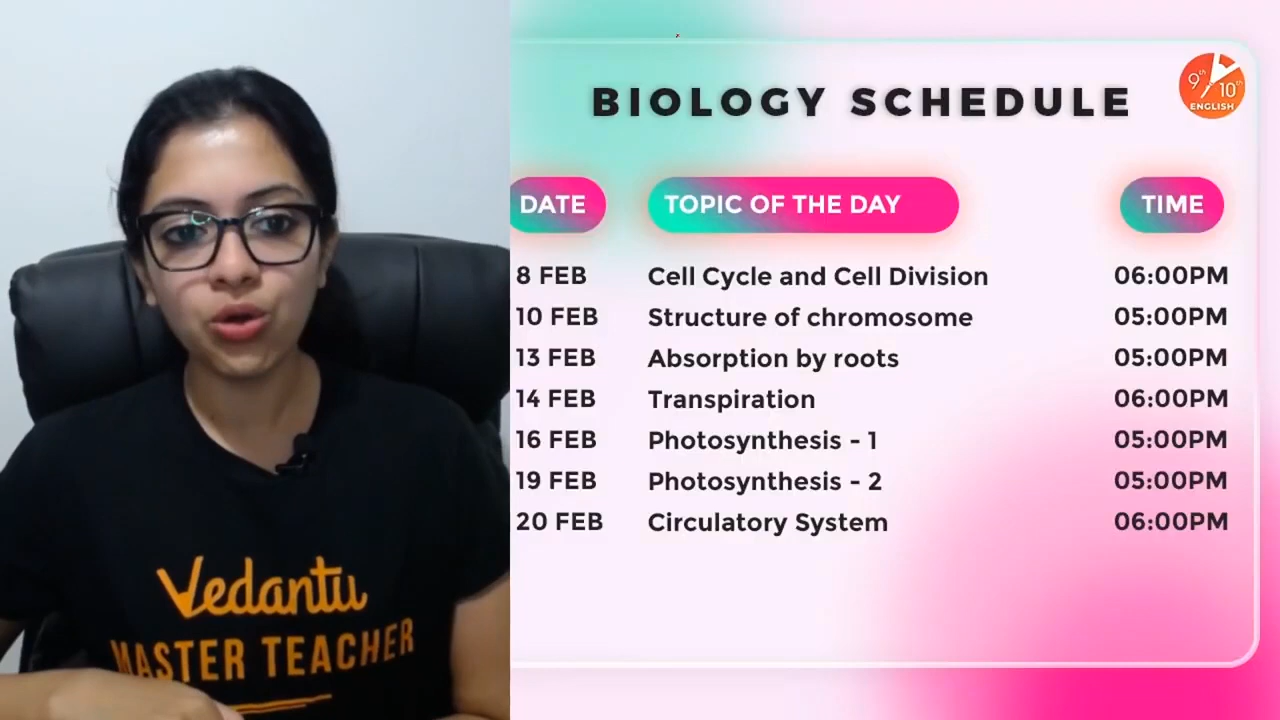 BIOLOGY SCHEDULE
9th 10th
ENGLISH
DATE TOPIC OF THE DAY TIME
8 FEB Cell Cycle and Cell Division 06:00PM
10 FEB Structure of chromosome 05:00PM
13 FEB Absorption by roots 05:00PM
14 FEB Transpiration 06:00PM
16 FEB Photosynthesis - 1 05:00PM
19 FEB Photosynthesis - 2 05:00PM
20 FEB Circulatory System 06:00PM
Vedantu
MASTER TEACHER